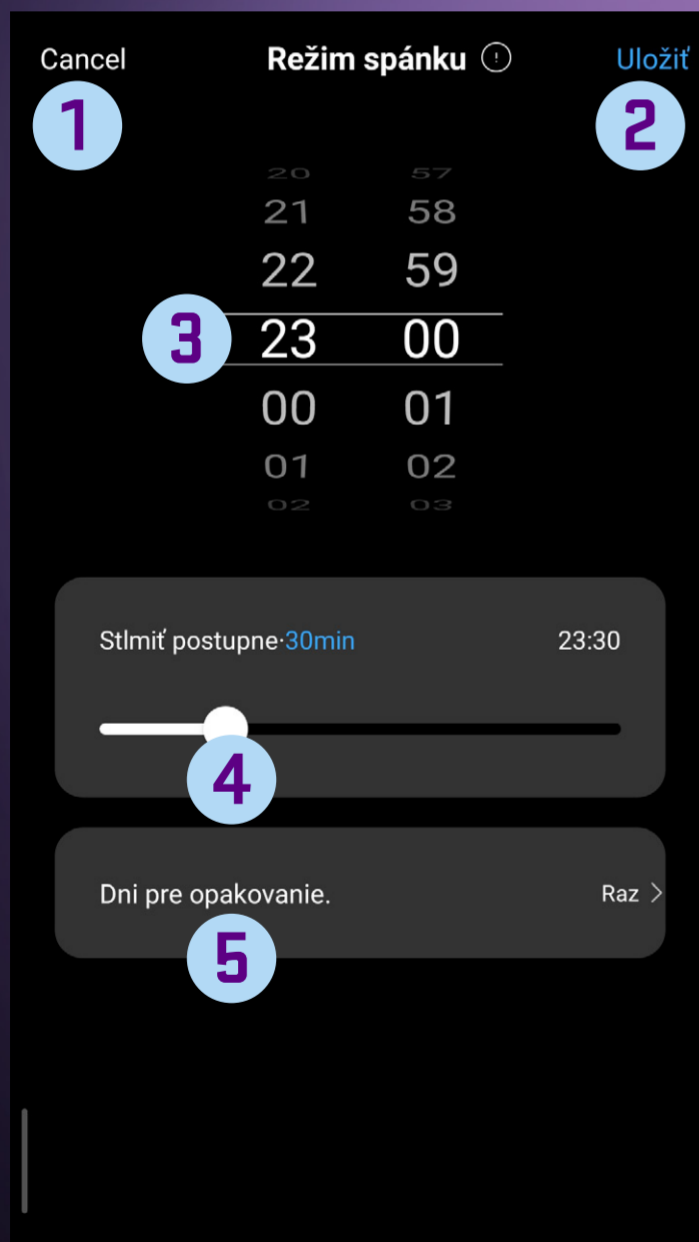 Cancel Režim spánku ! Uložiť
1 2
20 57
21 58
22 59
3 23 00
00 01
01 02
02 03
Stlmiť postupne·30min 23:30
4
Dni pre opakovanie. Raz >
5